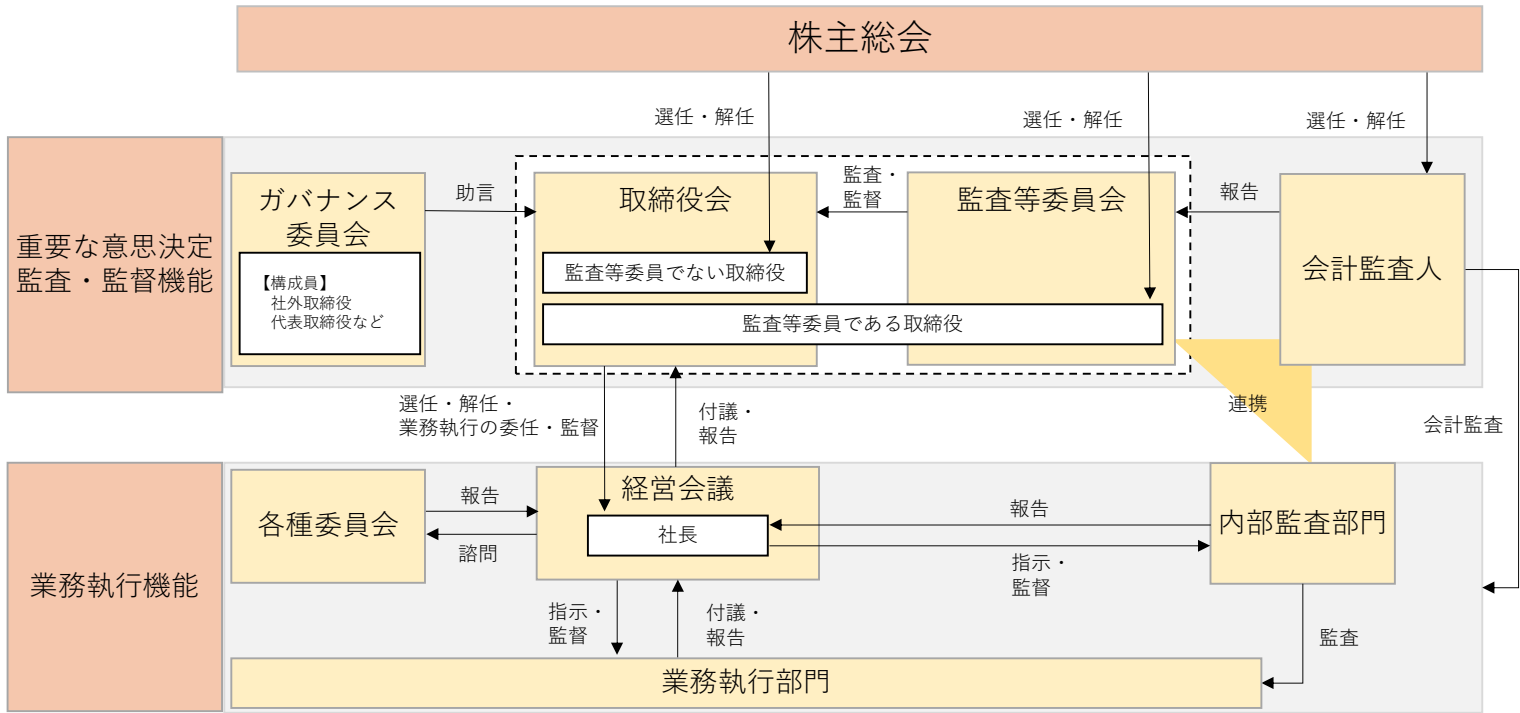 株主総会
選任・解任
選任・解任
選任・解任
重要な意思決定
監査・監督機能
ガバナンス
委員会
【構成員】
社外取締役
代表取締役など
助言
取締役会
監査・
監督
監査等委員会
報告
会計監査人
監査等委員でない取締役
監査等委員である取締役
連携
選任・解任・
業務執行の委任・監督
付議・
報告
会計監査
業務執行機能
各種委員会
報告
諮問
経営会議
社長
報告
指示・
監督
内部監査部門
指示・
監督
付議・
報告
監査
業務執行部門